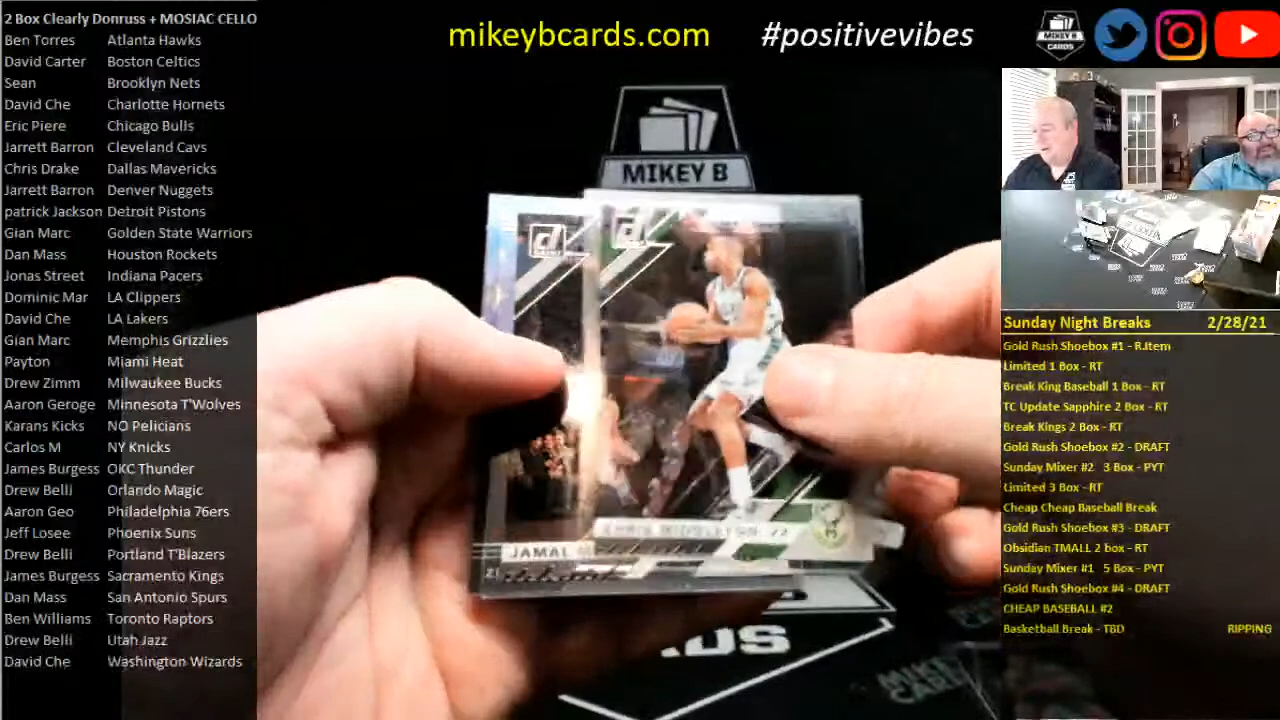 2 Box Clearly Donruss + MOSIAC CELLO
Ben Torres Atlanta Hawks
David Carter Boston Celtics
Sean Brooklyn Nets
David Che Charlotte Hornets
Eric Piere Chicago Bulls
Jarrett Barron Cleveland Cavs
Chris Drake Dallas Mavericks
Jarrett Barron Denver Nuggets
patrick Jackson Detroit Pistons
Gian Marc Golden State Warriors
Dan Mass Houston Rockets
Jonas Street Indiana Pacers
Dominic Mar LA Clippers
David Che LA Lakers
Gian Marc Memphis Grizzlies
Payton Miami Heat
Drew Zimm Milwaukee Bucks
Aaron Geroge Minnesota T'Wolves
Karans Kicks NO Pelicians
Carlos M NY Knicks
James Burgess OKC Thunder
Drew Belli Orlando Magic
Aaron Geo Philadelphia 76ers
Jeff Losee Phoenix Suns
Drew Belli Portland T'Blazers
James Burgess Sacramento Kings
Dan Mass San Antonio Spurs
Ben Williams Toronto Raptors
Drew Belli Utah Jazz
David Che Washington Wizards
mikeybcards.com #positivevibes
MIKEY B
CARDS
MIKEY B
d
d
KHRIS MIDDLETON 22
JAMAL
RDS
MIKE
CARD
Sunday Night Breaks 2/28/21
Gold Rush Shoebox #1 - R.Item
Limited 1 Box - RT
Break King Baseball 1 Box - RT
TC Update Sapphire 2 Box - RT
Break Kings 2 Box - RT
Gold Rush Shoebox #2 - DRAFT
Sunday Mixer #2 3 Box - PYT
Limited 3 Box - RT
Cheap Cheap Baseball Break
Gold Rush Shoebox #3 - DRAFT
Obsidian TMALL 2 box - RT
Sunday Mixer #1 5 Box - PYT
Gold Rush Shoebox #4 - DRAFT
CHEAP BASEBALL #2
Basketball Break - TBD RIPPING